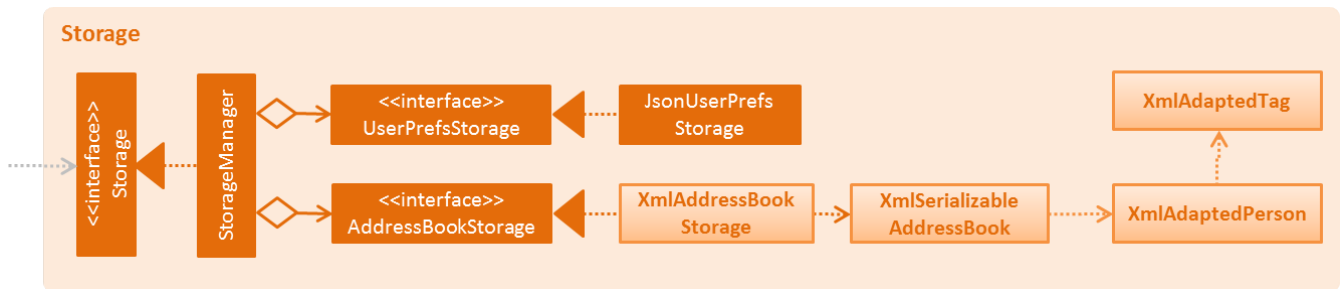 Storage
<<interface>>
Storage
StorageManager
<<interface>>
UserPrefsStorage
JsonUserPrefs
Storage
<<interface>>
AddressBookStorage
XmlAddressBook
Storage
XmlSerializable
AddressBook
XmlAdaptedTag
XmlAdaptedPerson